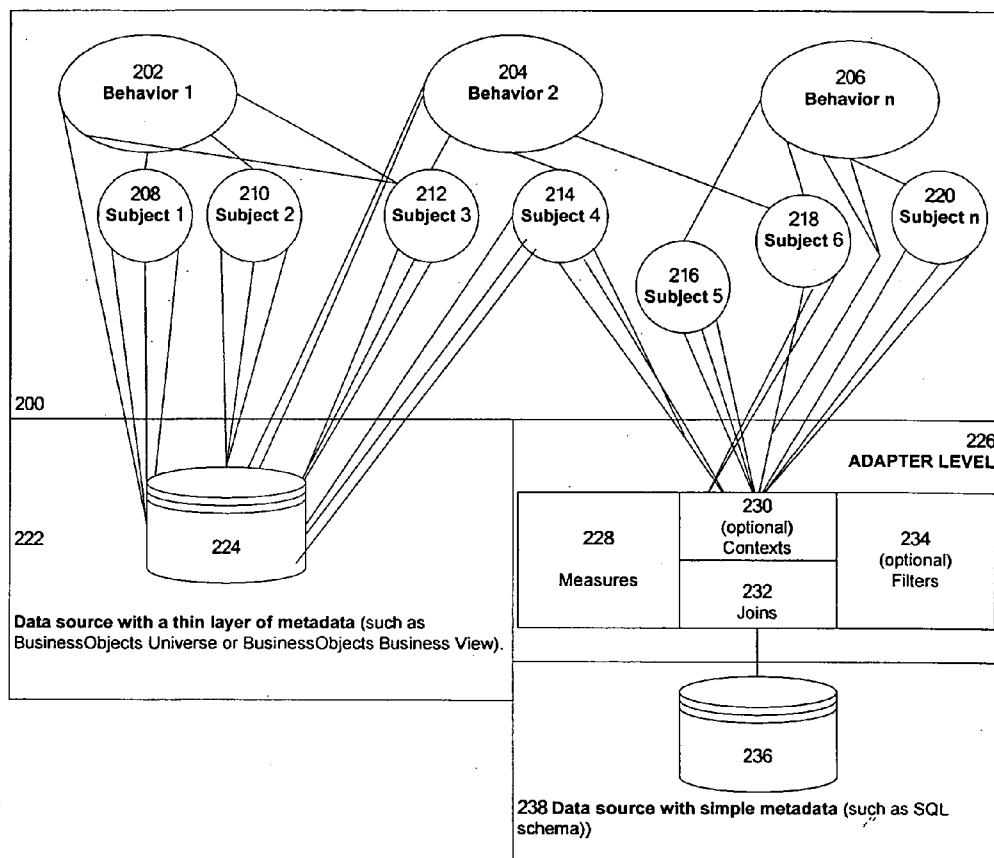 202
Behavior 1
204
Behavior 2
206
Behavior n
208
Subject 1
210
Subject 2
212
Subject 3
214
Subject 4
216
Subject 5
218
Subject 6
220
Subject n
200
222
224
Data source with a thin layer of metadata (such as
BusinessObjects Universe or BusinessObjects Business View).
226
ADAPTER LEVEL
228
Measures
230
(optional)
Contexts
232
Joins
234
(optional)
Filters
236
238 Data source with simple metadata (such as SQL
schema))